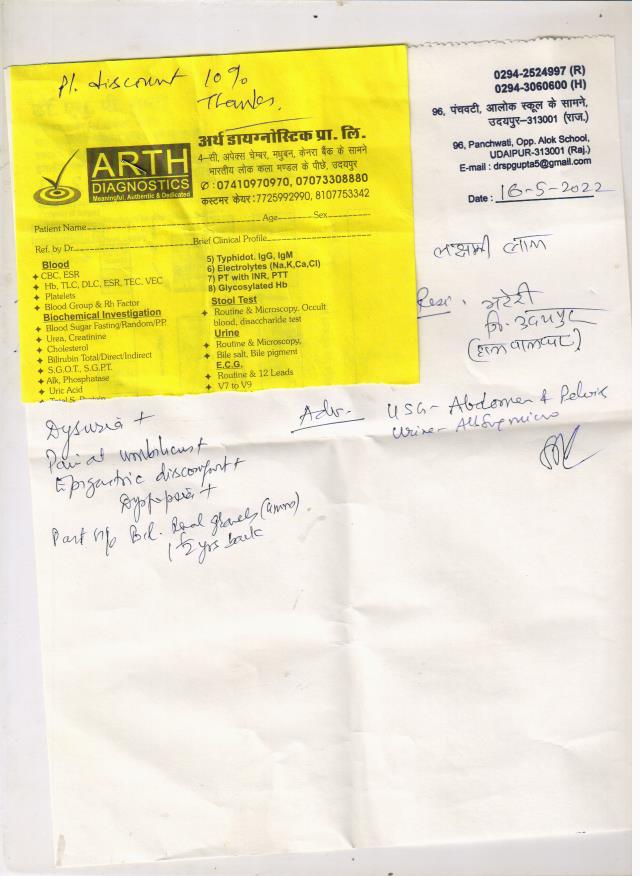 Pl. discount 10%
Thanks.
ARTH
DIAGNOSTICS
Meaningful, Authentic & Dedicated
अर्थ डायग्नोस्टिक प्रा. लि.
4–सी, अपेक्स चेम्बर, मधुबन, केनरा बैंक के सामने
भारतीय लोक कला मण्डल के पीछे, उदयपुर
✆ : 07410970970, 07073308880
कस्टमर केयर : 7725992990, 8107753342
Patient Name Age Sex
Ref. by Dr. Brief Clinical Profile
Blood
CBC, ESR
Hb, TLC, DLC, ESR, TEC, VEC
Platelets
Blood Group & Rh Factor
Biochemical Investigation
Blood Sugar Fasting/Random/P.P.
Urea, Creatinine
Cholesterol
Bilirubin Total/Direct/Indirect
S.G.O.T., S.G.P.T.
Alk. Phosphatase
Uric Acid
Total S. Protein
5) Typhidot. IgG, IgM
6) Electrolytes (Na,K,Ca,Cl)
7) PT with INR, PTT
8) Glycosylated Hb
Stool Test
Routine & Microscopy, Occult
blood, disaccharide test
Urine
Routine & Microscopy,
Bile salt, Bile pigment
E.C.G.
Routine & 12 Leads
V7 to V9
0294-2524997 (R)
0294-3060600 (H)
96, पंचवटी, आलोक स्कूल के सामने,
उदयपुर–313001 (राज.)
96, Panchwati, Opp. Alok School,
UDAIPUR-313001 (Raj.)
E-mail : drspgupta5@gmail.com
Date : 16-5-2022
लक्ष्मी लाल
Resi.
जि. उदयपुर
Dysuria +
Pain at umbilicus +
Epigastric discomfort +
Dyspepsia +
Past h/o Bil. Renal gravels (4mm)
1½ yrs back
Adv. USG - Abdomen & Pelvis
Urine - Alb Sug micro